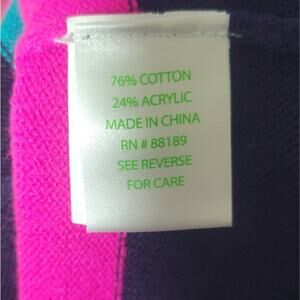 76% COTTON
24% ACRYLIC
MADE IN CHINA
RN # 88189
SEE REVERSE
FOR CARE